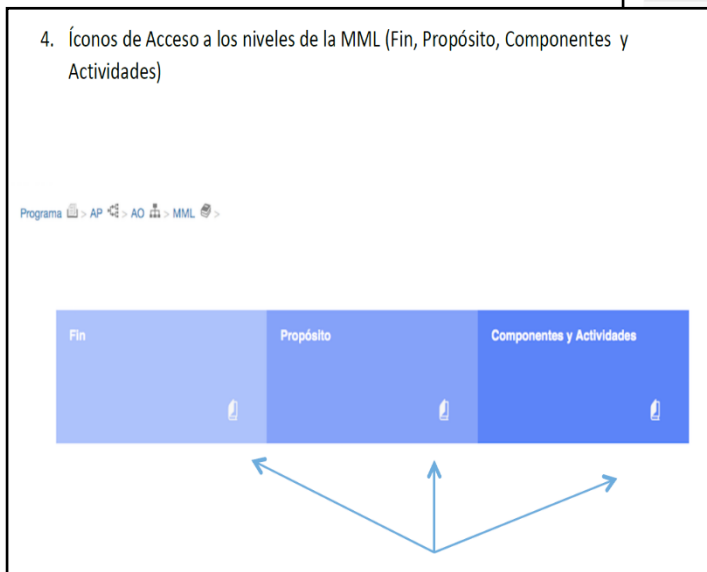 4. Íconos de Acceso a los niveles de la MML (Fin, Propósito, Componentes y
Actividades)
Programa > AP > AO > MML >
Fin
Propósito
Componentes y Actividades